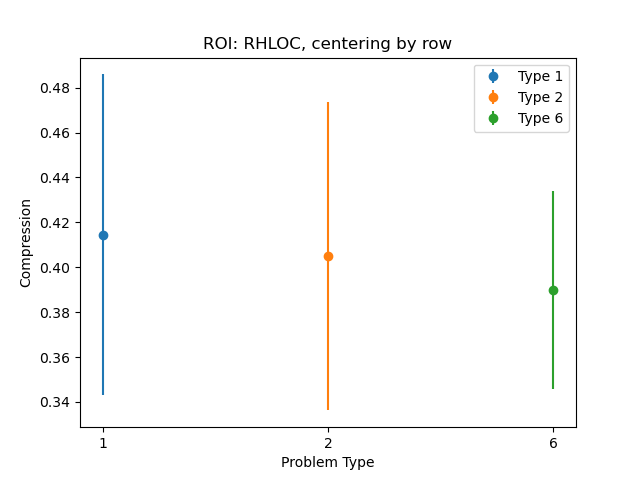 ROI: RHLOC, centering by row
Type 1
Type 2
Type 6
0.48
0.46
0.44
0.42
0.40
0.38
0.36
0.34
Compression
1
2
6
Problem Type